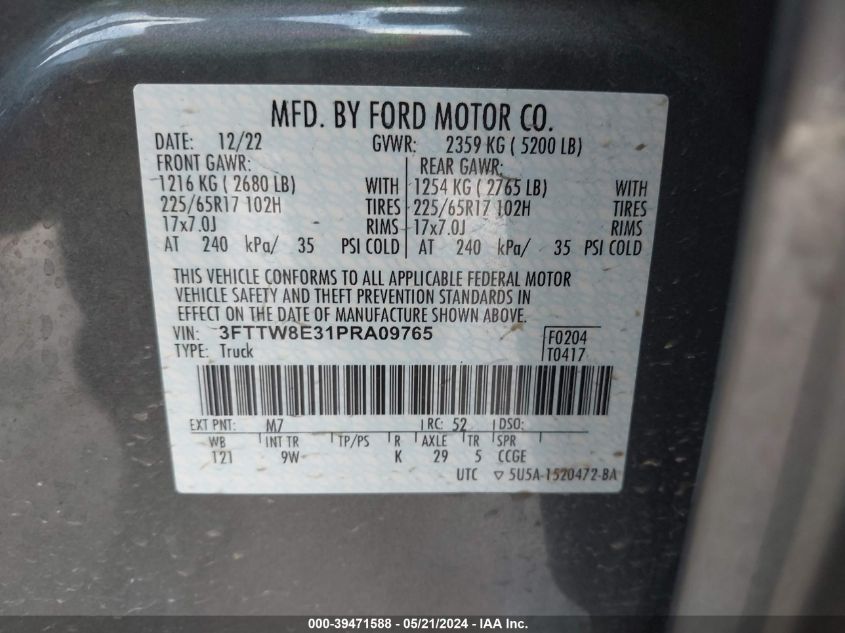 MFD. BY FORD MOTOR CO.
DATE: 12/22 GVWR: 2359 KG ( 5200 LB)
FRONT GAWR: REAR GAWR:
1216 KG ( 2680 LB) WITH 1254 KG ( 2765 LB) WITH
225/65R17 102H TIRES 225/65R17 102H TIRES
17x7.0J RIMS 17x7.0J RIMS
AT 240 kPa/ 35 PSI COLD AT 240 kPa/ 35 PSI COLD
THIS VEHICLE CONFORMS TO ALL APPLICABLE FEDERAL MOTOR
VEHICLE SAFETY AND THEFT PREVENTION STANDARDS IN
EFFECT ON THE DATE OF MANUFACTURE SHOWN ABOVE.
VIN: 3FTTW8E31PRA09765 F0204
TYPE: Truck T0417
EXT PNT: M7 RC: 52 DSO:
WB INT TR TP/PS R AXLE TR SPR
121 9W K 29 5 CCGE
UTC ▽ 5U5A-1520472-BA
000-39471588 — 05/21/2024 — IAA Inc.